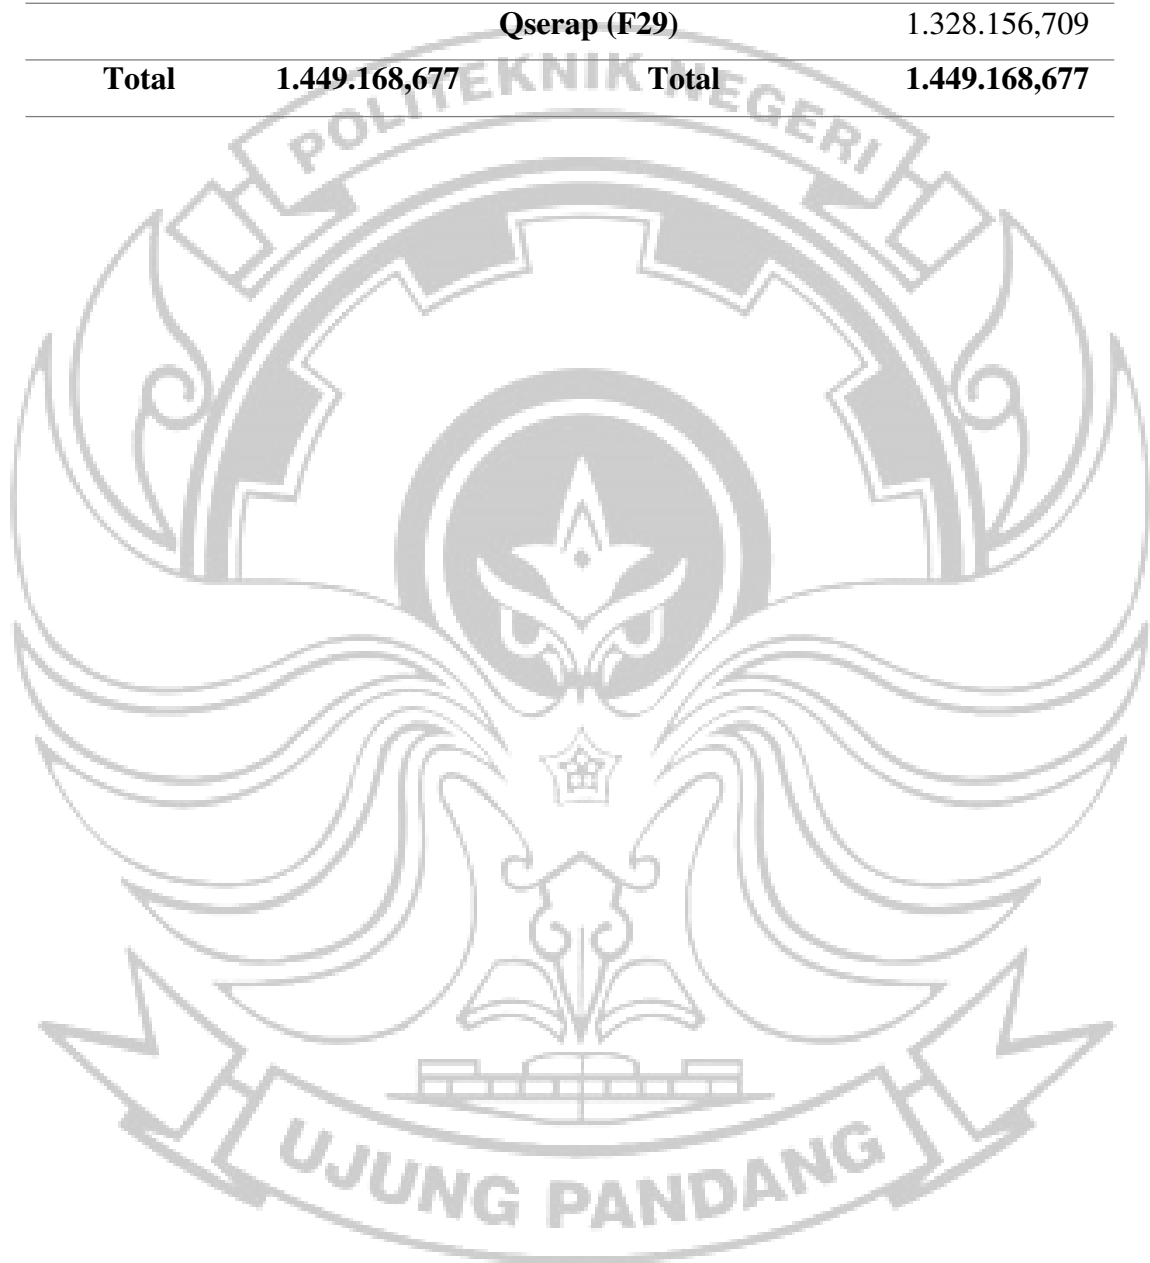 Qserap (F29) 1.328.156,709
Total 1.449.168,677 Total 1.449.168,677
POLITEKNIK NEGERI
UJUNG PANDANG